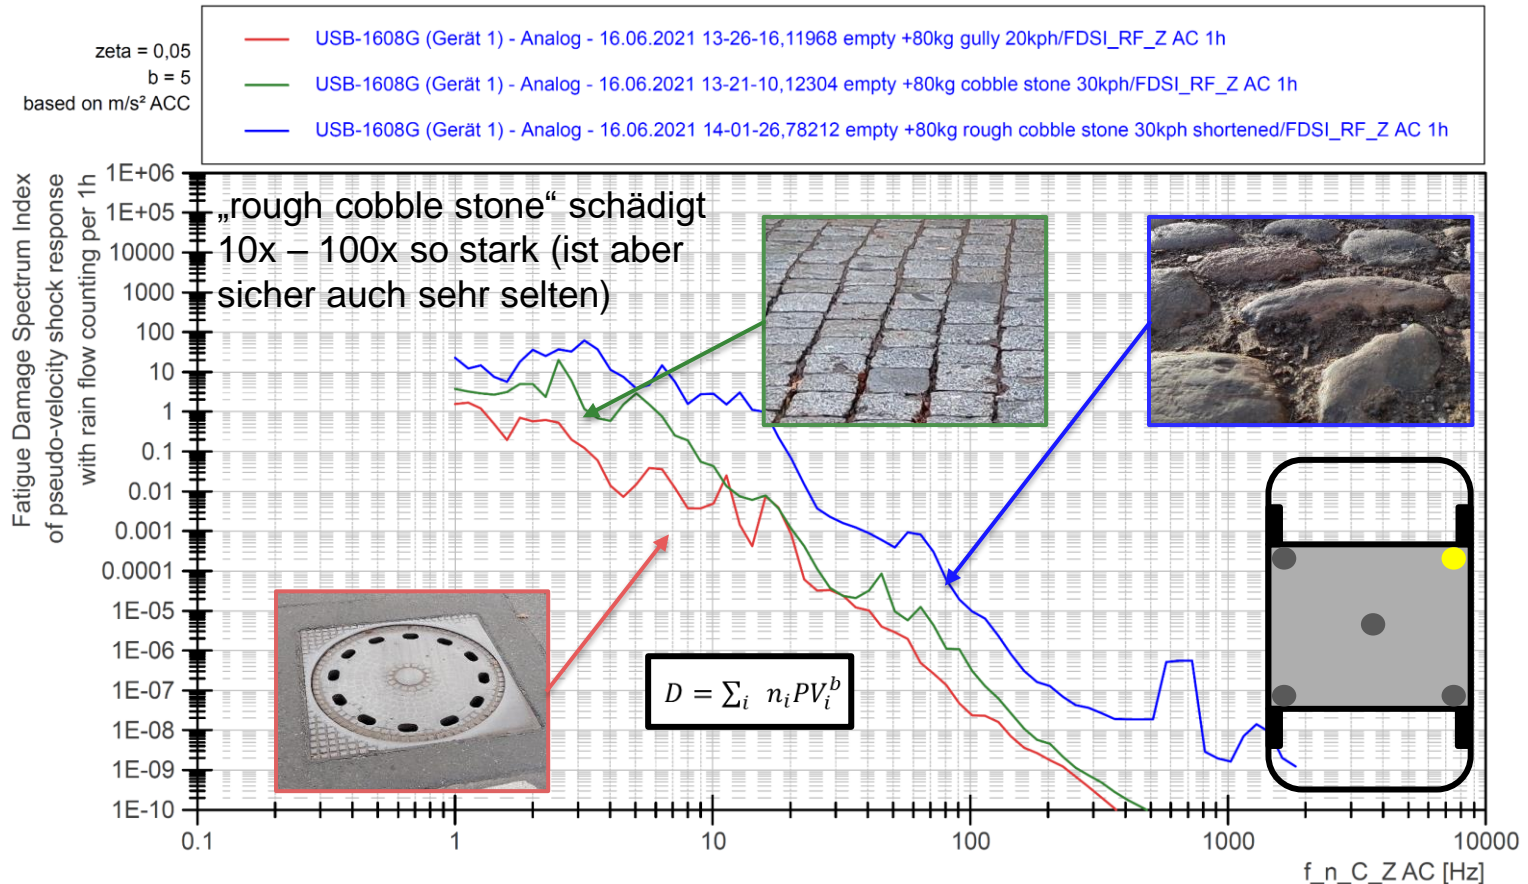 zeta = 0,05
b = 5
based on m/s² ACC
USB-1608G (Gerät 1) - Analog - 16.06.2021 13-26-16,11968 empty +80kg gully 20kph/FDSI_RF_Z AC 1h
USB-1608G (Gerät 1) - Analog - 16.06.2021 13-21-10,12304 empty +80kg cobble stone 30kph/FDSI_RF_Z AC 1h
USB-1608G (Gerät 1) - Analog - 16.06.2021 14-01-26,78212 empty +80kg rough cobble stone 30kph shortened/FDSI_RF_Z AC 1h
Fatigue Damage Spectrum Index
of pseudo-velocity shock response
with rain flow counting per 1h
1E+06
1E+05
10000
1000
100
10
1
0.1
0.01
0.001
0.0001
1E-05
1E-06
1E-07
1E-08
1E-09
1E-10
„rough cobble stone“ schädigt
10x – 100x so stark (ist aber
sicher auch sehr selten)
D = ∑i niPVi^b
0.1
1
10
100
1000
10000
f_n_C_Z AC [Hz]